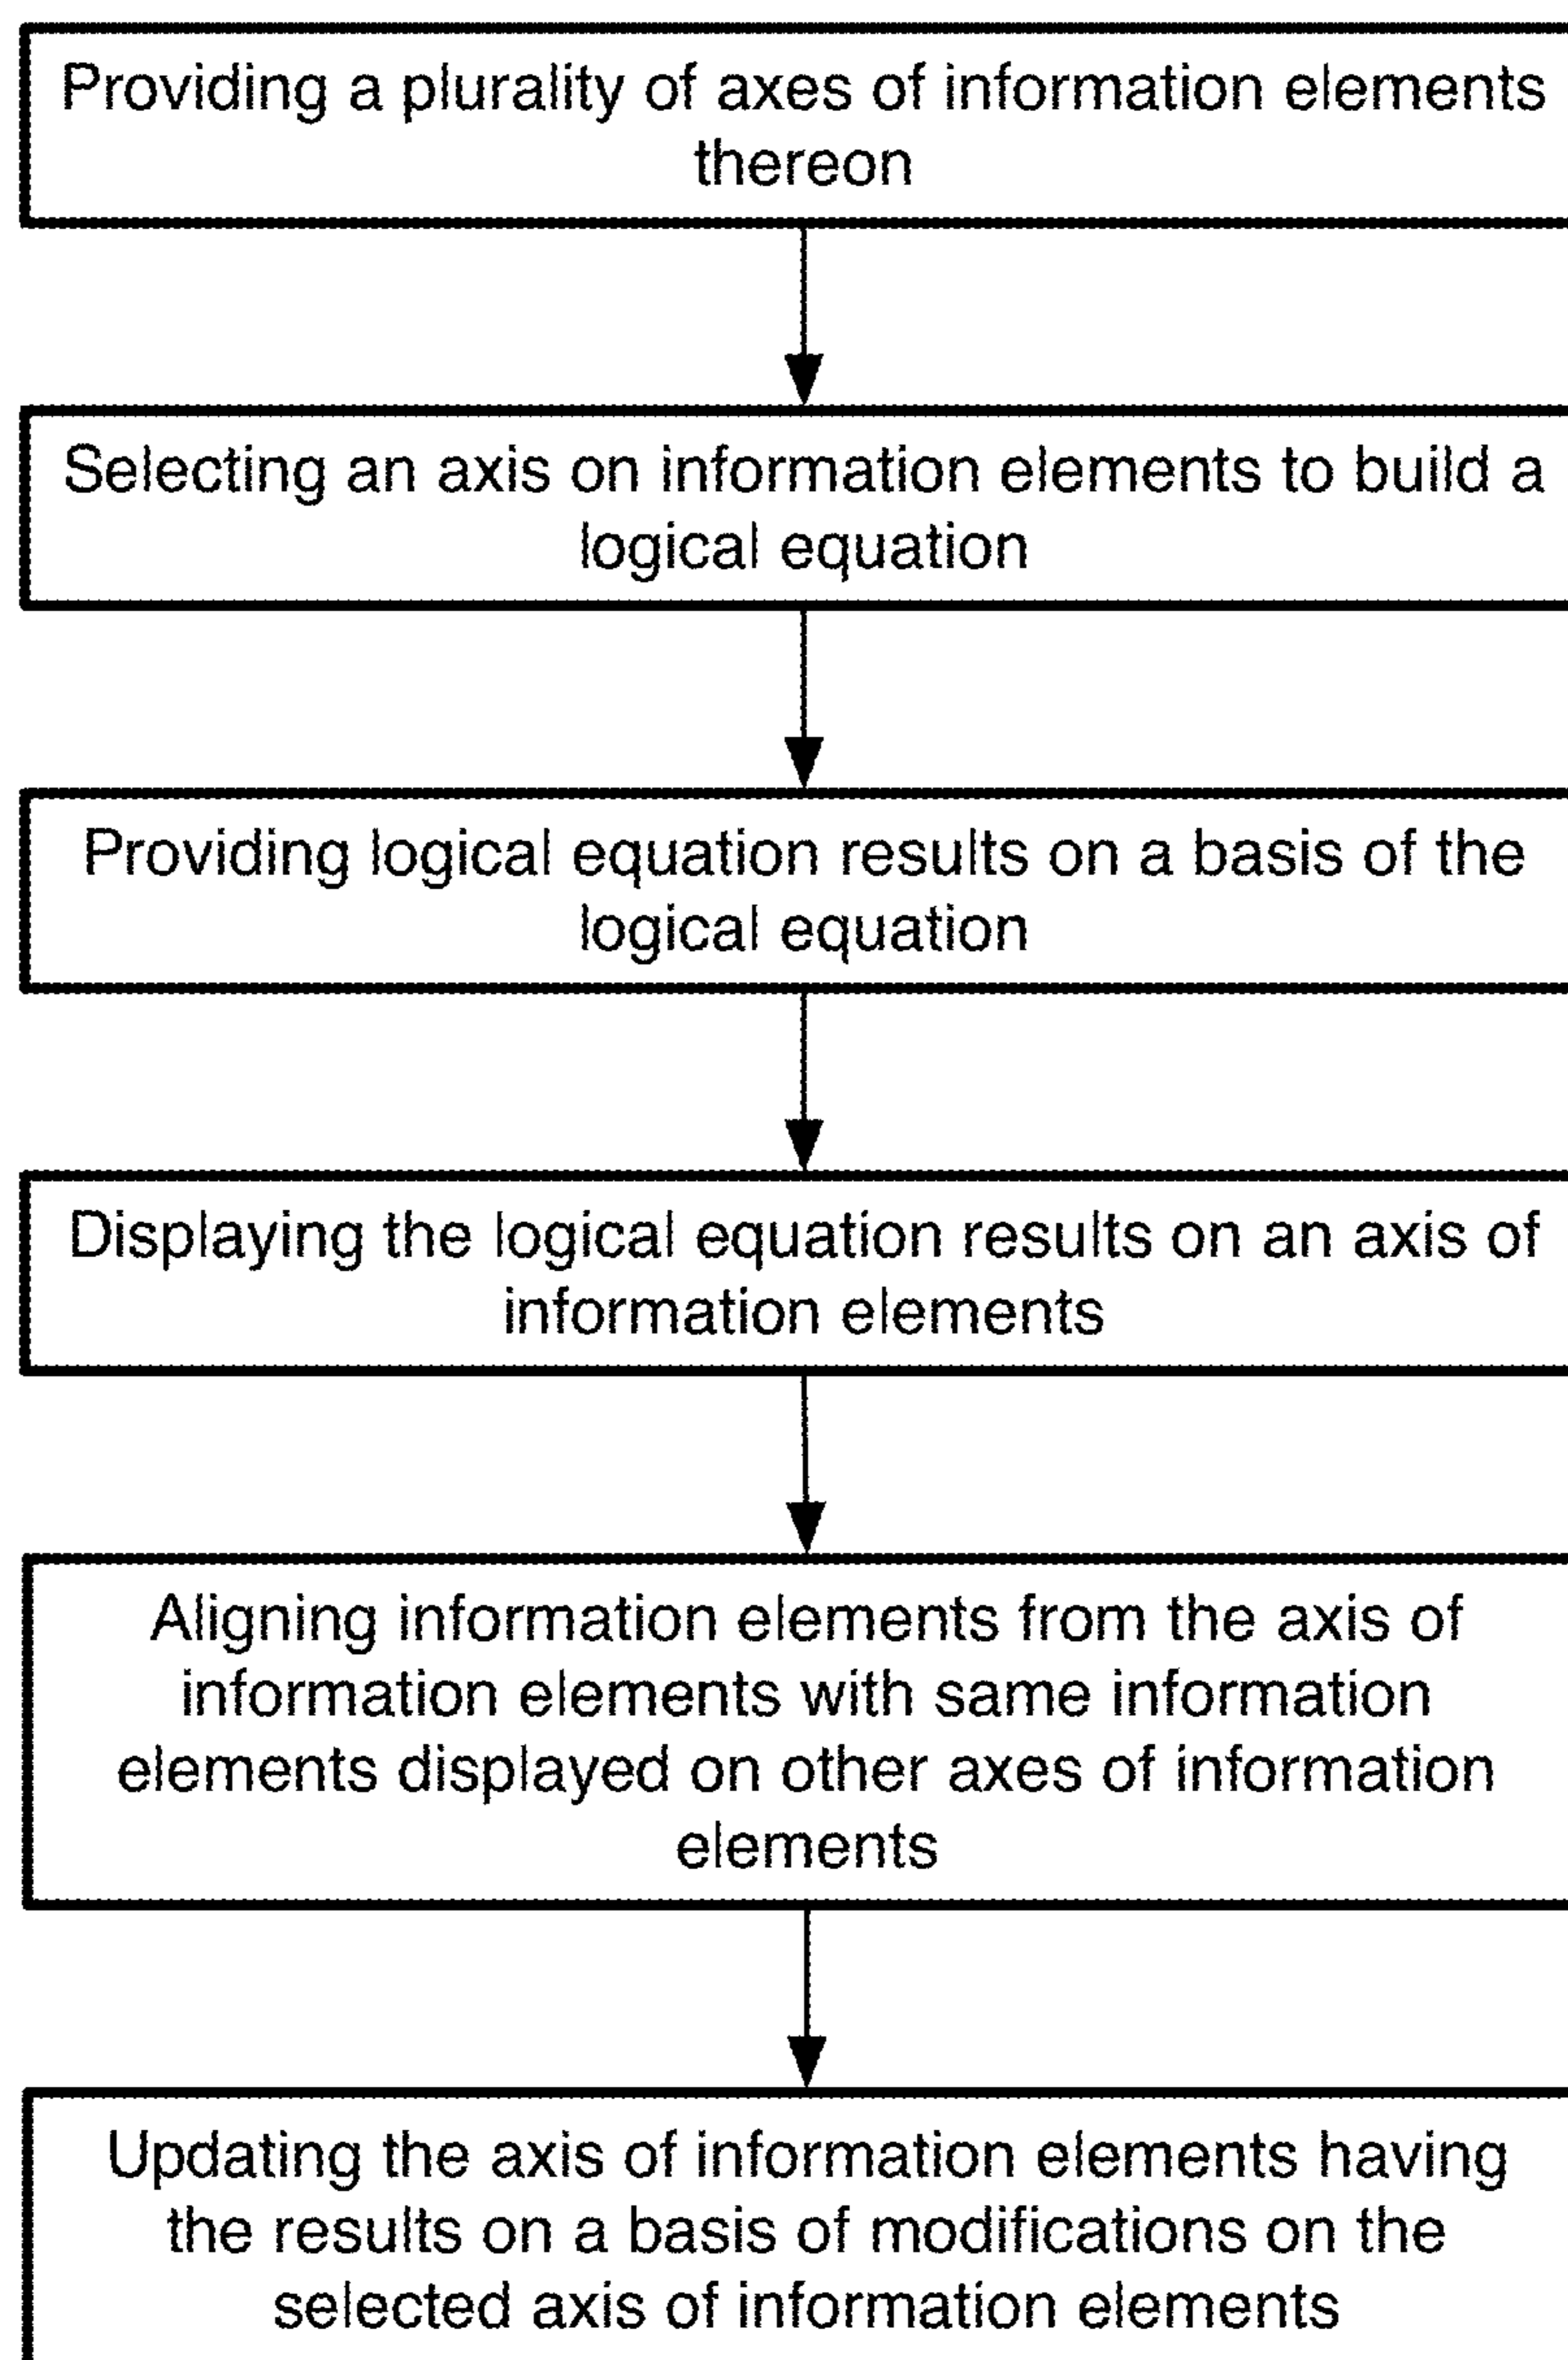 Providing a plurality of axes of information elements
thereon
Selecting an axis on information elements to build a
logical equation
Providing logical equation results on a basis of the
logical equation
Displaying the logical equation results on an axis of
information elements
Aligning information elements from the axis of
information elements with same information
elements displayed on other axes of information
elements
Updating the axis of information elements having
the results on a basis of modifications on the
selected axis of information elements